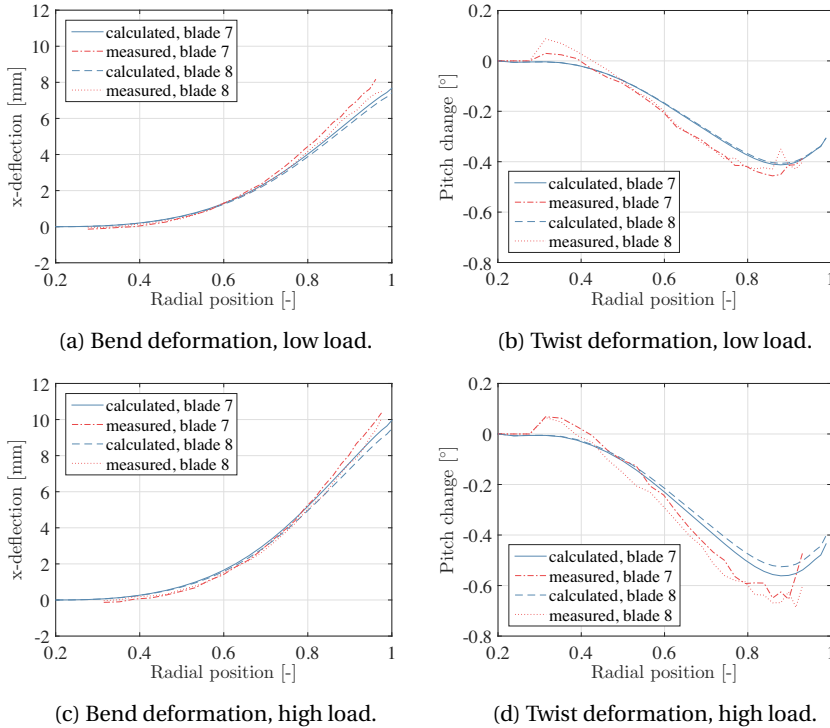 12
10
8
6
4
2
0
-2
x-deflection [mm]
calculated, blade 7
measured, blade 7
calculated, blade 8
measured, blade 8
0.2 0.4 0.6 0.8 1
Radial position [-]
(a) Bend deformation, low load.
0.2
0
-0.2
-0.4
-0.6
-0.8
Pitch change [°]
calculated, blade 7
measured, blade 7
calculated, blade 8
measured, blade 8
0.2 0.4 0.6 0.8 1
Radial position [-]
(b) Twist deformation, low load.
12
10
8
6
4
2
0
-2
x-deflection [mm]
calculated, blade 7
measured, blade 7
calculated, blade 8
measured, blade 8
0.2 0.4 0.6 0.8 1
Radial position [-]
(c) Bend deformation, high load.
0.2
0
-0.2
-0.4
-0.6
-0.8
Pitch change [°]
calculated, blade 7
measured, blade 7
calculated, blade 8
measured, blade 8
0.2 0.4 0.6 0.8 1
Radial position [-]
(d) Twist deformation, high load.